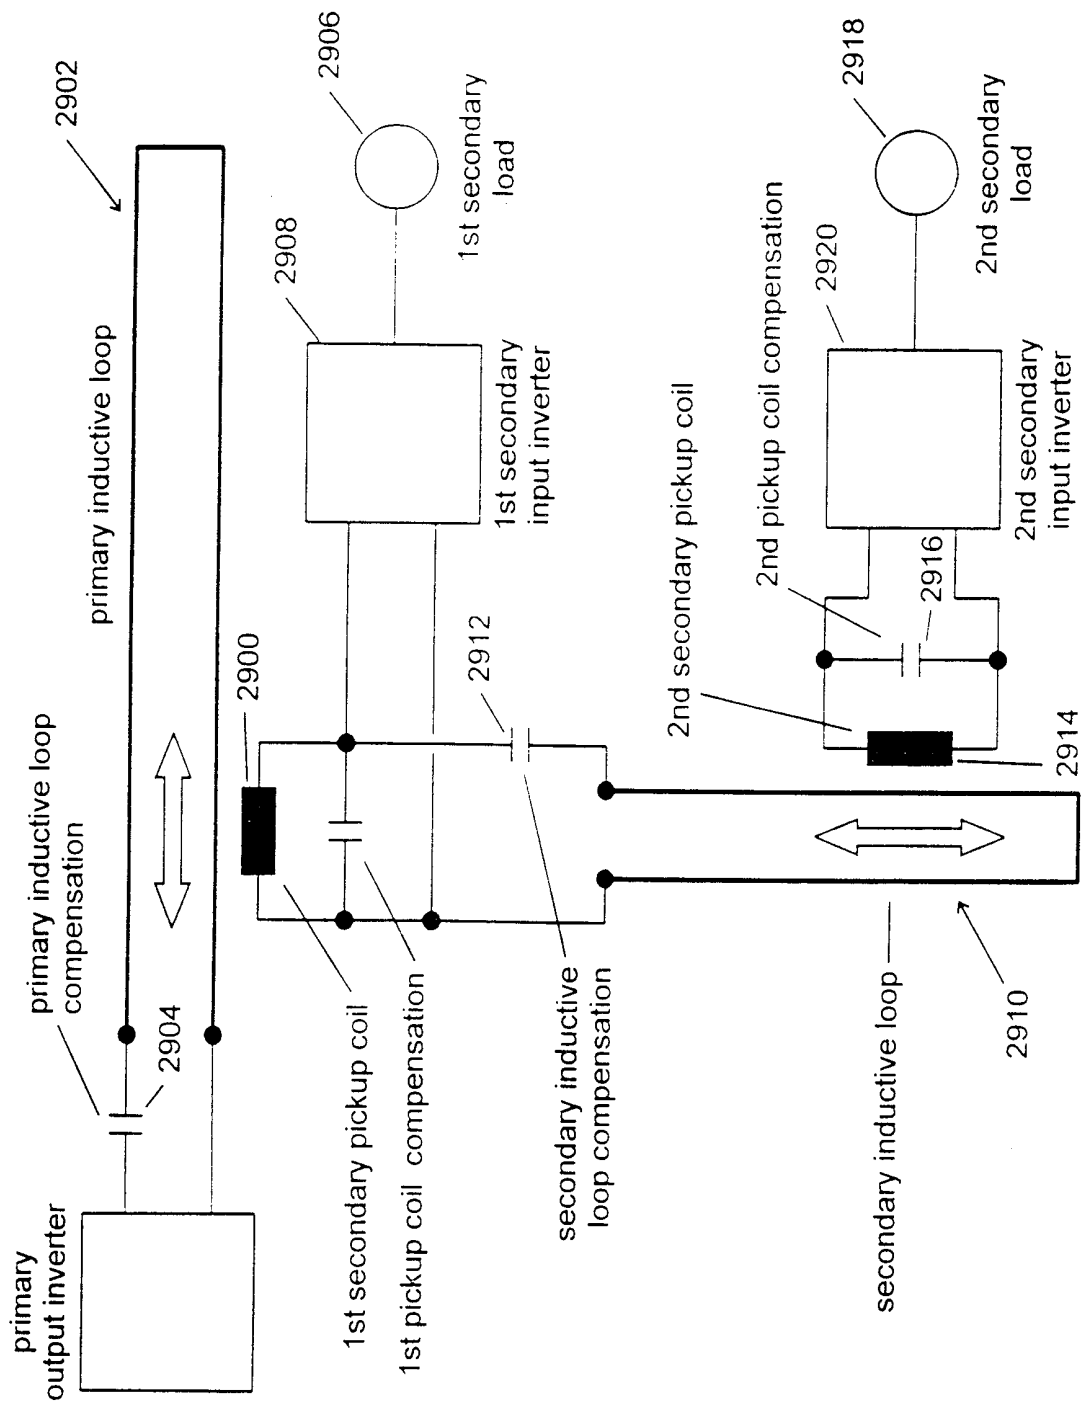 primary
output inverter
primary inductive loop
compensation
2904
primary inductive loop
2902
2900
1st secondary pickup coil
1st pickup coil compensation
2908
1st secondary
input inverter
2906
1st secondary
load
2912
secondary inductive
loop compensation
secondary inductive loop
2910
2nd secondary pickup coil
2914
2nd pickup coil compensation
2916
2920
2nd secondary
input inverter
2918
2nd secondary
load